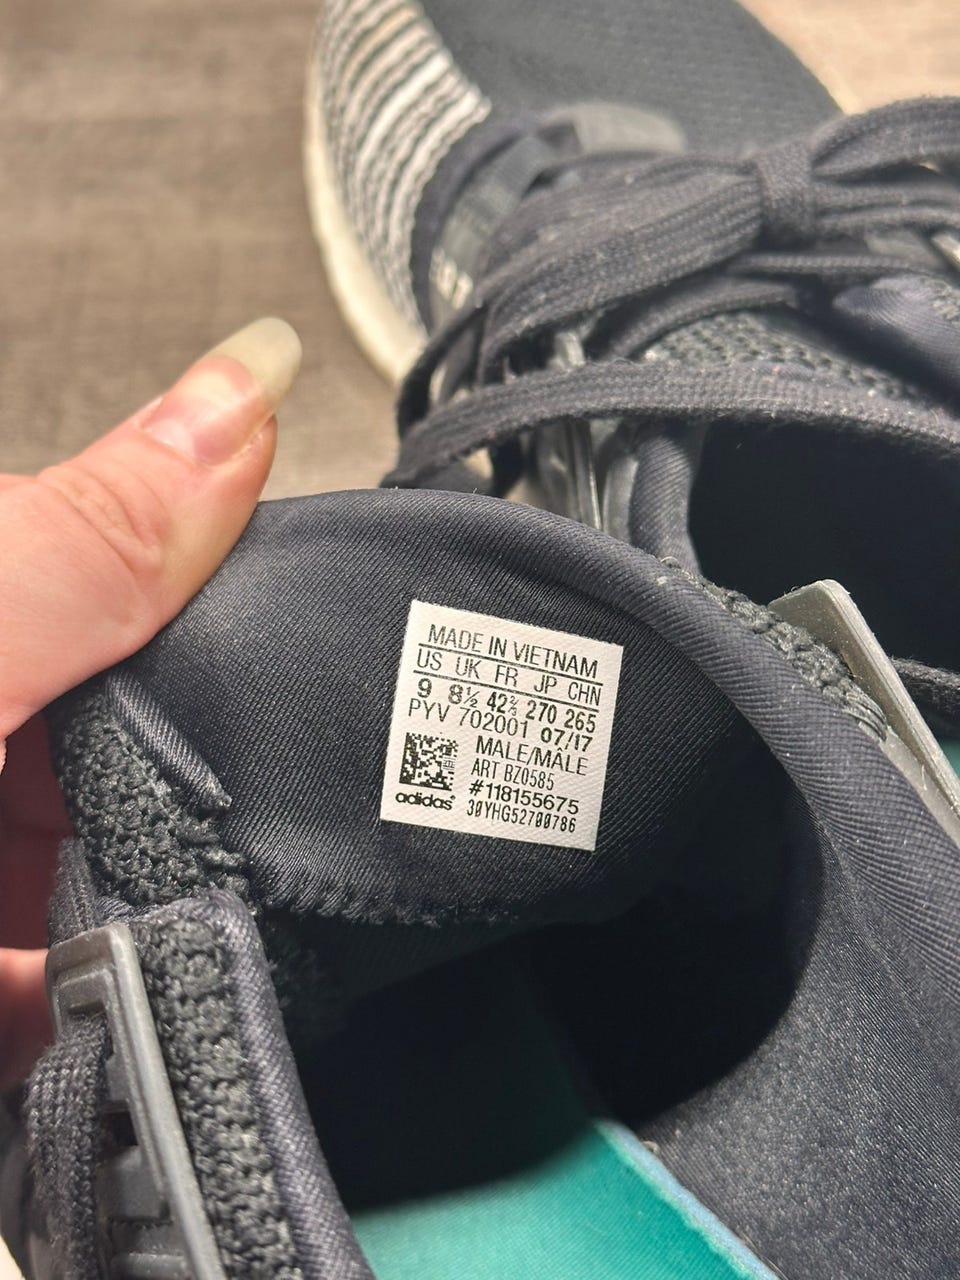 MADE IN VIETNAM
US UK FR JP CHN
9 8½ 42⅔ 270 265
PYV 702001 07/17
MALE/MÂLE
ART BZ0585
#118155675
adidas
30YHG52700786